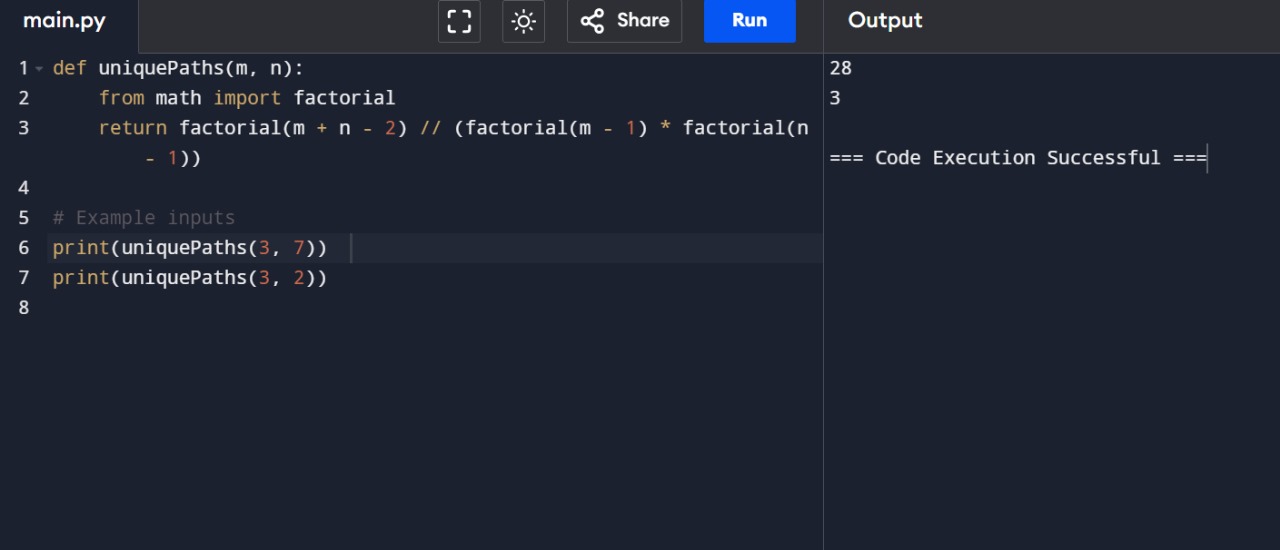 main.py
Share
Run
Output
1 def uniquePaths(m, n):
2     from math import factorial
3     return factorial(m + n - 2) // (factorial(m - 1) * factorial(n
        - 1))
4
5 # Example inputs
6 print(uniquePaths(3, 7))
7 print(uniquePaths(3, 2))
8
28
3
=== Code Execution Successful ===